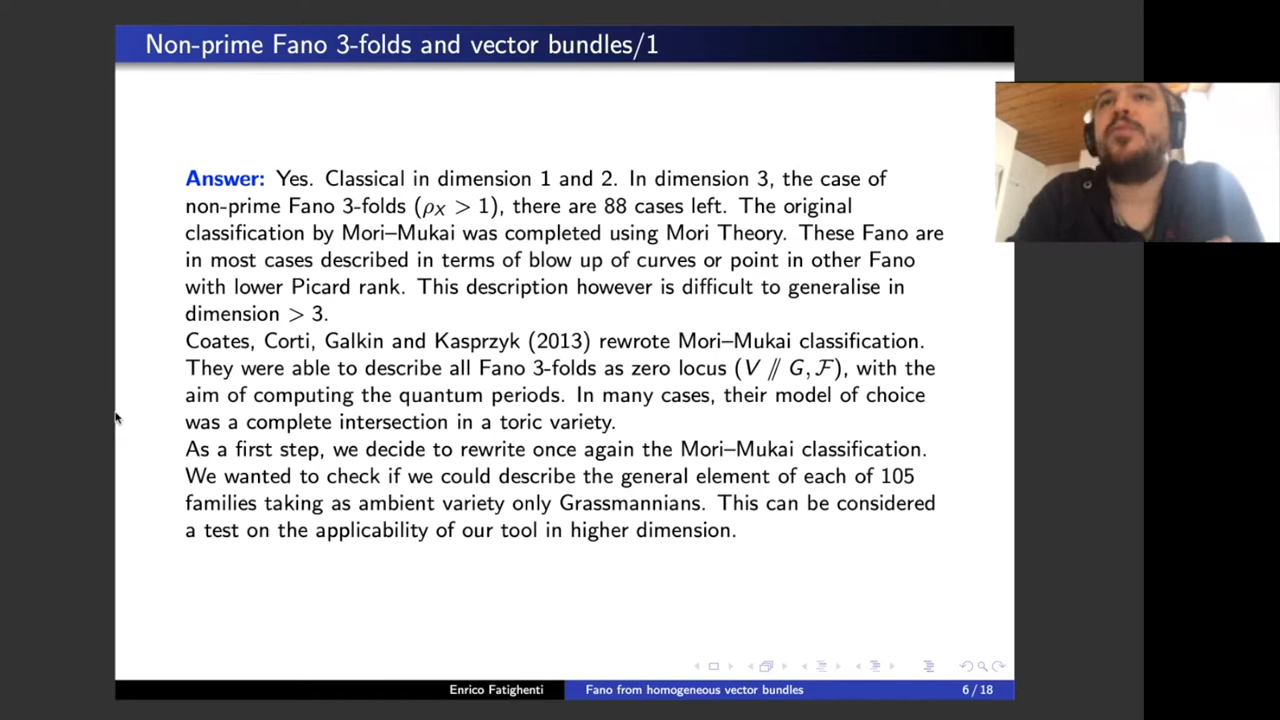 Non-prime Fano 3-folds and vector bundles/1
Answer: Yes. Classical in dimension 1 and 2. In dimension 3, the case of
non-prime Fano 3-folds (ρX > 1), there are 88 cases left. The original
classification by Mori–Mukai was completed using Mori Theory. These Fano are
in most cases described in terms of blow up of curves or point in other Fano
with lower Picard rank. This description however is difficult to generalise in
dimension > 3.
Coates, Corti, Galkin and Kasprzyk (2013) rewrote Mori–Mukai classification.
They were able to describe all Fano 3-folds as zero locus (V // G, F), with the
aim of computing the quantum periods. In many cases, their model of choice
was a complete intersection in a toric variety.
As a first step, we decide to rewrite once again the Mori–Mukai classification.
We wanted to check if we could describe the general element of each of 105
families taking as ambient variety only Grassmannians. This can be considered
a test on the applicability of our tool in higher dimension.
Enrico Fatighenti
Fano from homogeneous vector bundles
6 / 18